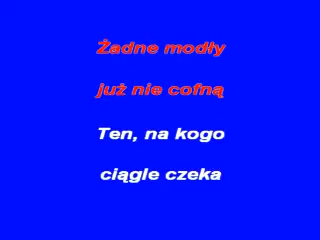 Żadne modły
już nie cofną
Ten, na kogo
ciągle czeka